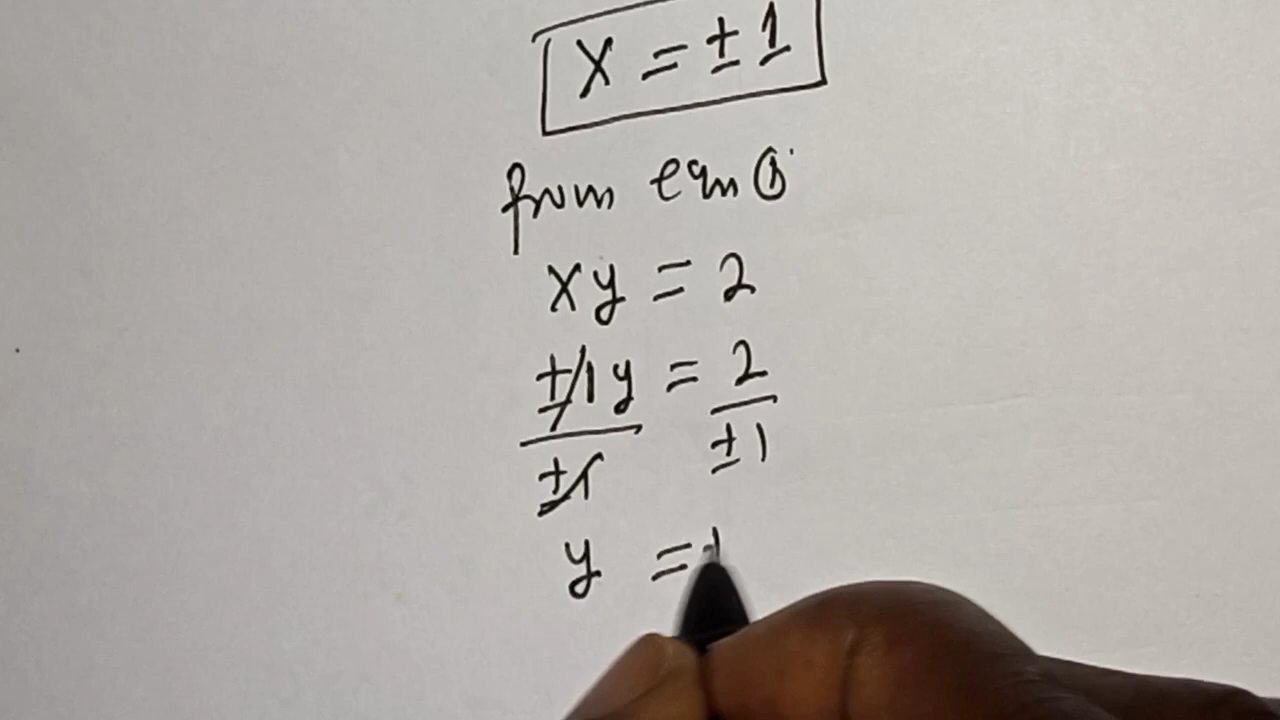 x = ± 1
from eqn ①
xy = 2
±1y = 2
±1 ±1
y =